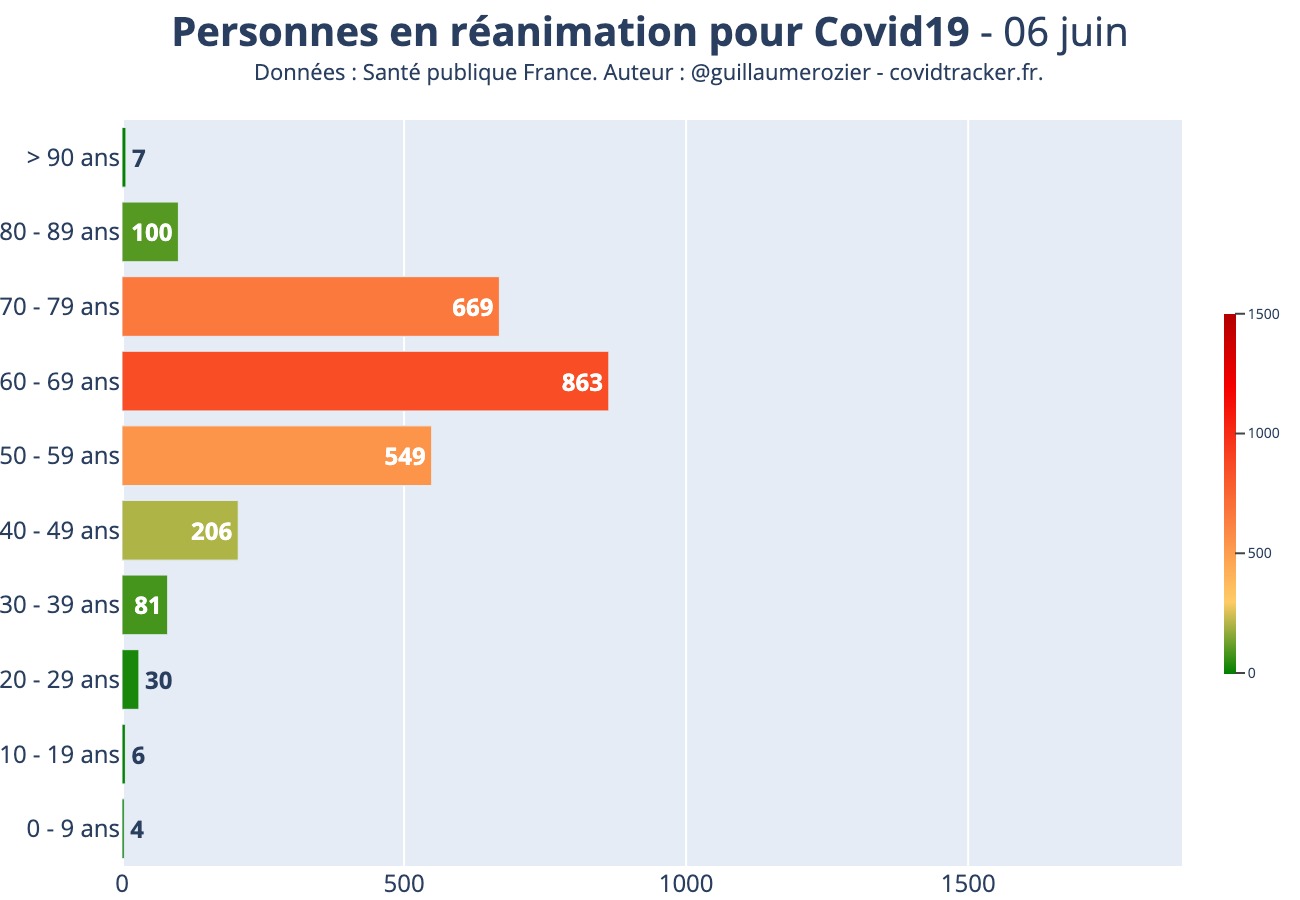 Personnes en réanimation pour Covid19 - 06 juin
Données : Santé publique France. Auteur : @guillaumerozier - covidtracker.fr.
> 90 ans 7
80 - 89 ans 100
70 - 79 ans 669
60 - 69 ans 863
50 - 59 ans 549
40 - 49 ans 206
30 - 39 ans 81
20 - 29 ans 30
10 - 19 ans 6
0 - 9 ans 4
0 500 1000 1500
1500
1000
500
0